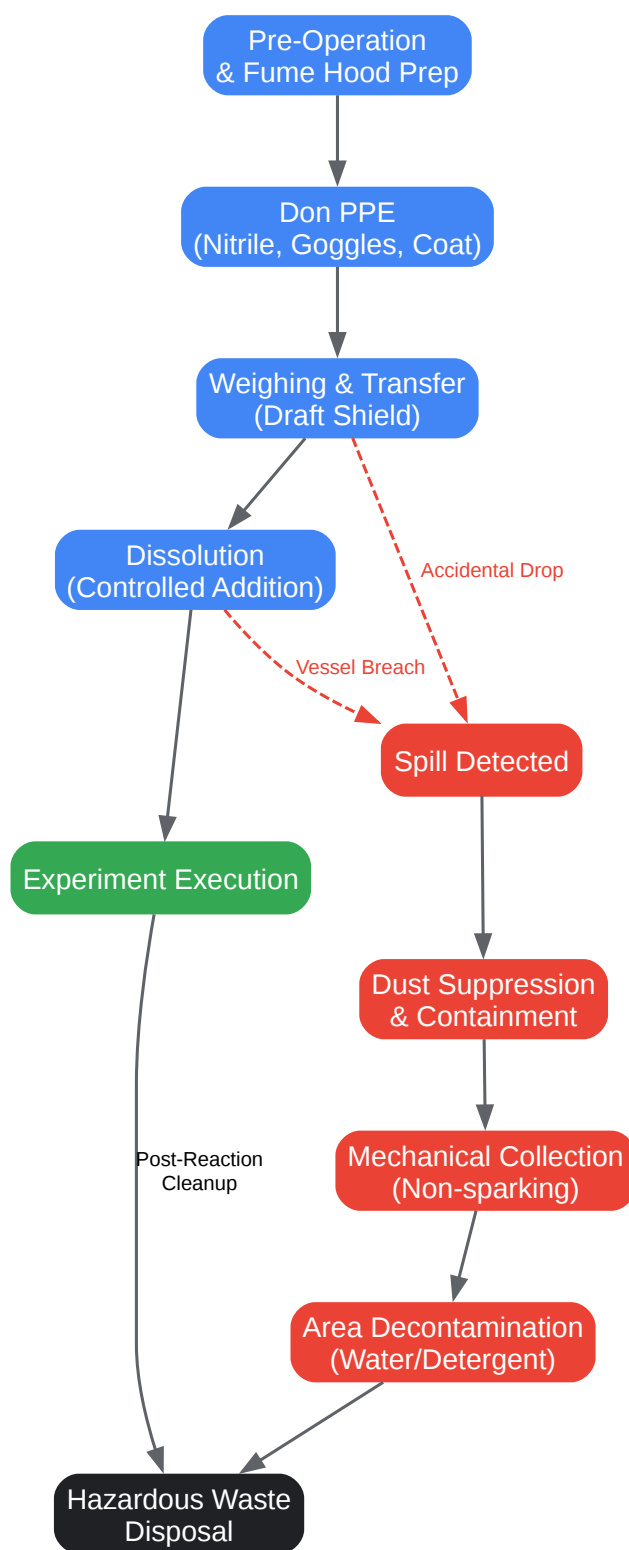 Pre-Operation
& Fume Hood Prep
Don PPE
(Nitrile, Goggles, Coat)
Weighing & Transfer
(Draft Shield)
Dissolution
(Controlled Addition)
Accidental Drop
Vessel Breach
Spill Detected
Experiment Execution
Dust Suppression
& Containment
Post-Reaction
Cleanup
Mechanical Collection
(Non-sparking)
Area Decontamination
(Water/Detergent)
Hazardous Waste
Disposal